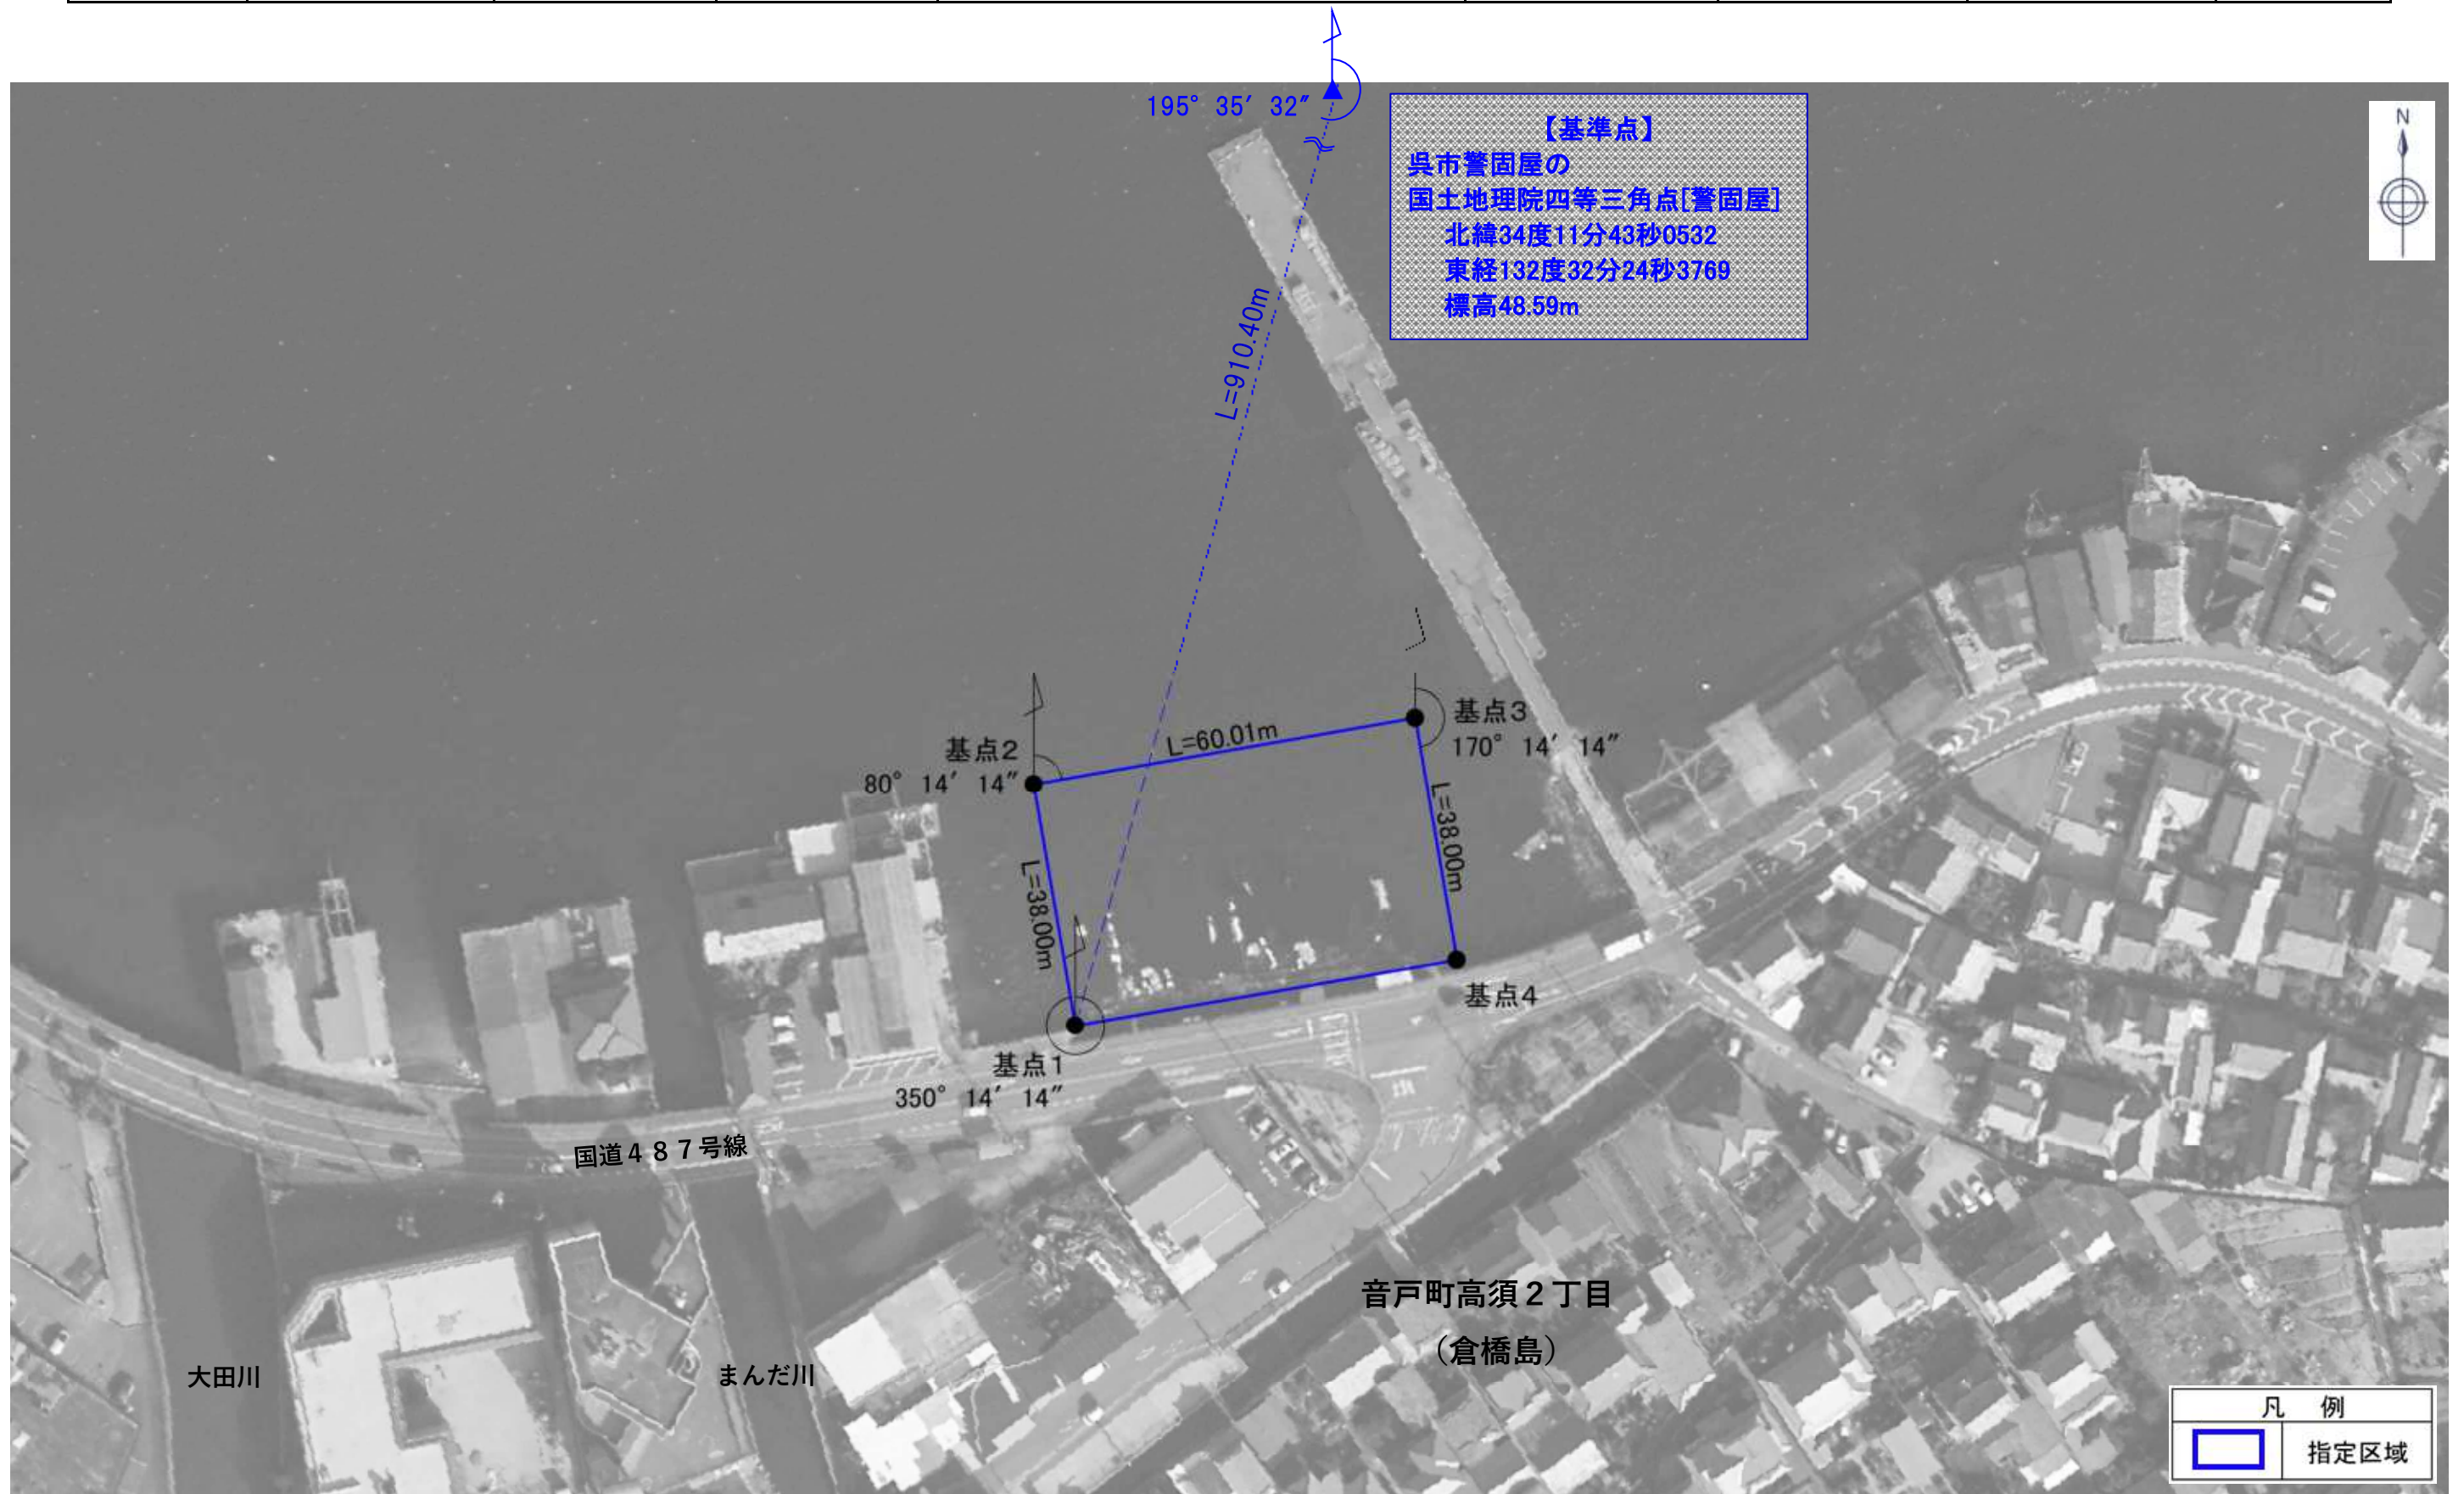 195° 35′ 32″
【基準点】
呉市警固屋の
国土地理院四等三角点[警固屋]
北緯34度11分43秒0532
東経132度32分24秒3769
標高48.59m
N
L=910.40m
基点3
170° 14′ 14″
L=60.01m
基点2
80° 14′ 14″
L=38.00m
L=38.00m
基点4
基点1
350° 14′ 14″
国道４８７号線
音戸町高須２丁目
（倉橋島）
大田川
まんだ川
凡 例
指定区域